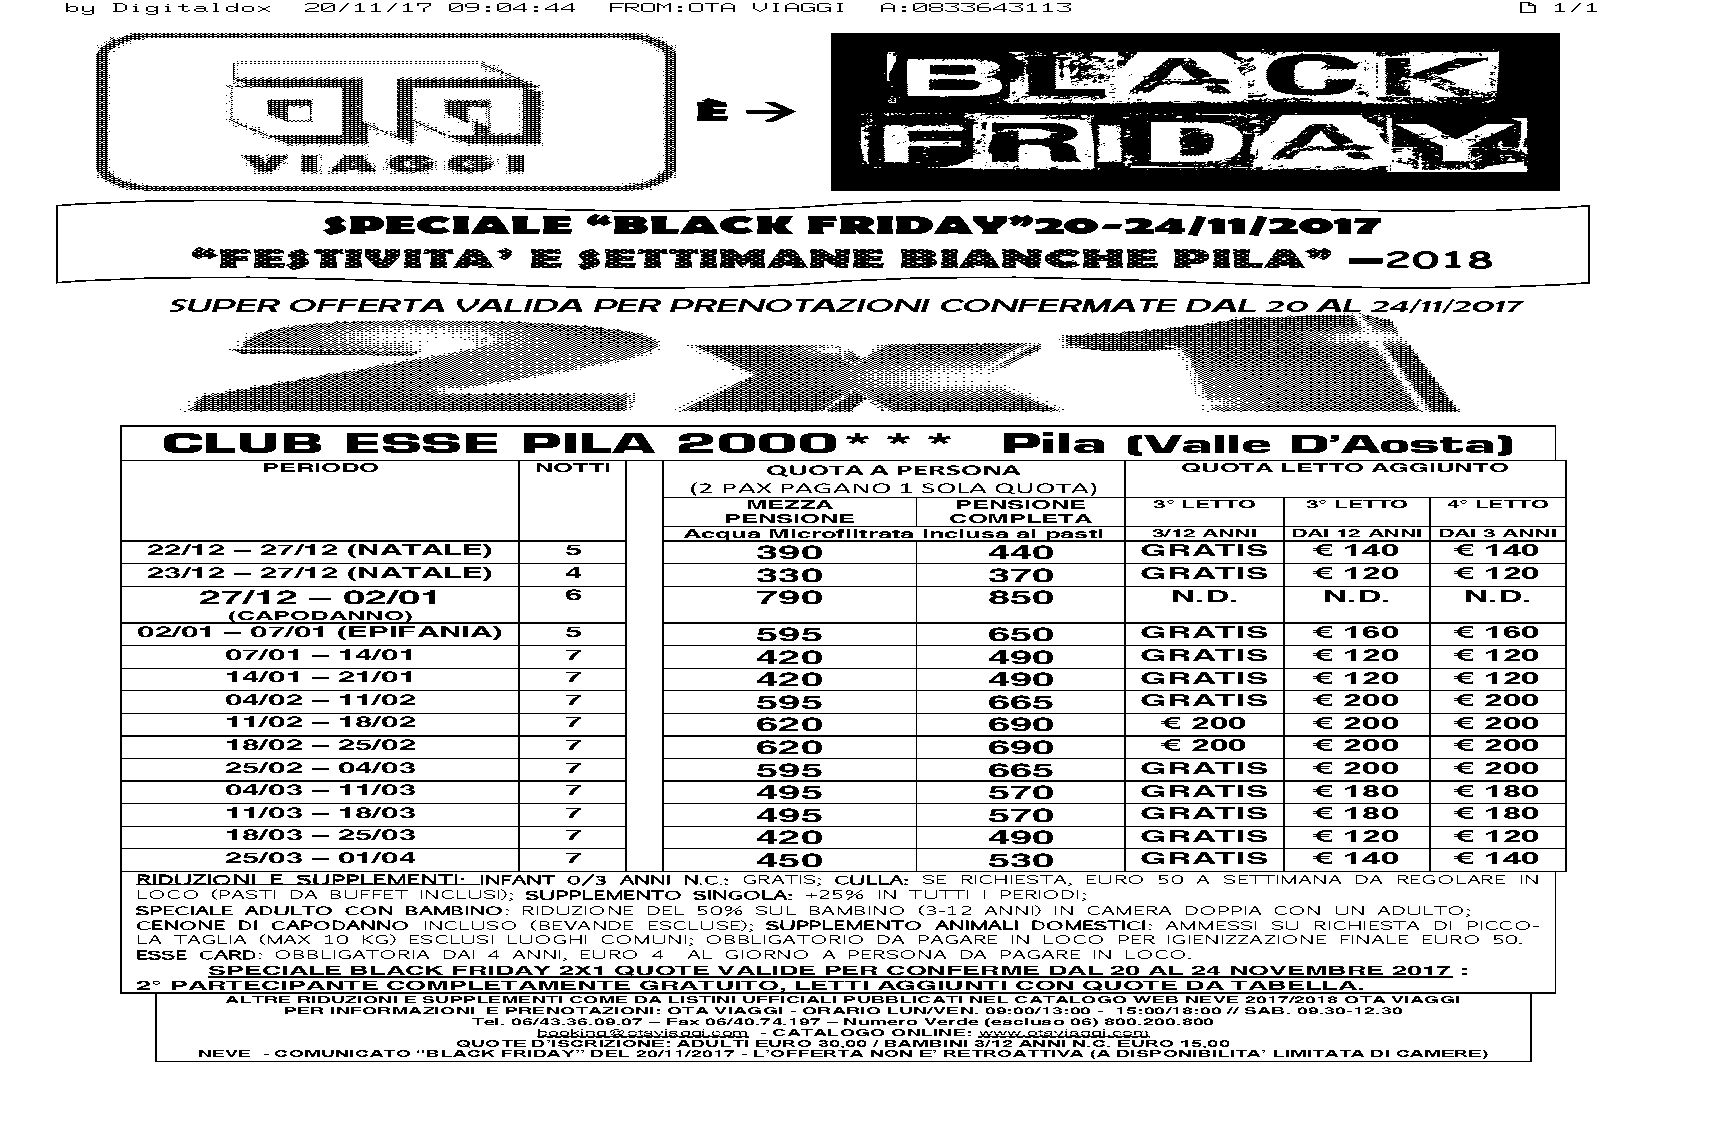 by Digitaldox 20/11/17 09:04:44 FROM:OTA VIAGGI A:0833643113 1/1
VIAGGI
È → BLACK
FRIDAY
SPECIALE “BLACK FRIDAY”20-24/11/2017
“FESTIVITA’ E SETTIMANE BIANCHE PILA” –2018
SUPER OFFERTA VALIDA PER PRENOTAZIONI CONFERMATE DAL 20 AL 24/11/2017
2x1
CLUB ESSE PILA 2000*** Pila (Valle D’Aosta)
PERIODO NOTTI QUOTA A PERSONA QUOTA LETTO AGGIUNTO
(2 PAX PAGANO 1 SOLA QUOTA)
MEZZA PENSIONE 3° LETTO 3° LETTO 4° LETTO
PENSIONE COMPLETA
Acqua Microfiltrata inclusa ai pasti 3/12 ANNI DAI 12 ANNI DAI 3 ANNI
22/12 – 27/12 (NATALE) 5 390 440 GRATIS € 140 € 140
23/12 – 27/12 (NATALE) 4 330 370 GRATIS € 120 € 120
27/12 – 02/01 6 790 850 N.D. N.D. N.D.
(CAPODANNO)
02/01 – 07/01 (EPIFANIA) 5 595 650 GRATIS € 160 € 160
07/01 – 14/01 7 420 490 GRATIS € 120 € 120
14/01 – 21/01 7 420 490 GRATIS € 120 € 120
04/02 – 11/02 7 595 665 GRATIS € 200 € 200
11/02 – 18/02 7 620 690 € 200 € 200 € 200
18/02 – 25/02 7 620 690 € 200 € 200 € 200
25/02 – 04/03 7 595 665 GRATIS € 200 € 200
04/03 – 11/03 7 495 570 GRATIS € 180 € 180
11/03 – 18/03 7 495 570 GRATIS € 180 € 180
18/03 – 25/03 7 420 490 GRATIS € 120 € 120
25/03 – 01/04 7 450 530 GRATIS € 140 € 140
RIDUZIONI E SUPPLEMENTI: INFANT 0/3 ANNI N.C.: GRATIS; CULLA: SE RICHIESTA, EURO 50 A SETTIMANA DA REGOLARE IN
LOCO (PASTI DA BUFFET INCLUSI); SUPPLEMENTO SINGOLA: +25% IN TUTTI I PERIODI;
SPECIALE ADULTO CON BAMBINO: RIDUZIONE DEL 50% SUL BAMBINO (3-12 ANNI) IN CAMERA DOPPIA CON UN ADULTO;
CENONE DI CAPODANNO INCLUSO (BEVANDE ESCLUSE); SUPPLEMENTO ANIMALI DOMESTICI: AMMESSI SU RICHIESTA DI PICCO-
LA TAGLIA (MAX 10 KG) ESCLUSI LUOGHI COMUNI; OBBLIGATORIO DA PAGARE IN LOCO PER IGIENIZZAZIONE FINALE EURO 50.
ESSE CARD: OBBLIGATORIA DAI 4 ANNI, EURO 4 AL GIORNO A PERSONA DA PAGARE IN LOCO.
SPECIALE BLACK FRIDAY 2X1 QUOTE VALIDE PER CONFERME DAL 20 AL 24 NOVEMBRE 2017 :
2° PARTECIPANTE COMPLETAMENTE GRATUITO, LETTI AGGIUNTI CON QUOTE DA TABELLA.
ALTRE RIDUZIONI E SUPPLEMENTI COME DA LISTINI UFFICIALI PUBBLICATI NEL CATALOGO WEB NEVE 2017/2018 OTA VIAGGI
PER INFORMAZIONI E PRENOTAZIONI: OTA VIAGGI - ORARIO LUN/VEN. 09:00/13:00 - 15:00/18:00 // SAB. 09.30-12.30
Tel. 06/43.36.09.07 – Fax 06/40.74.197 – Numero Verde (escluso 06) 800.200.800
booking@otaviaggi.com - CATALOGO ONLINE: www.otaviaggi.com
QUOTE D’ISCRIZIONE: ADULTI EURO 30,00 / BAMBINI 3/12 ANNI N.C. EURO 15,00
NEVE - COMUNICATO “BLACK FRIDAY” DEL 20/11/2017 - L’OFFERTA NON E’ RETROATTIVA (A DISPONIBILITA’ LIMITATA DI CAMERE)